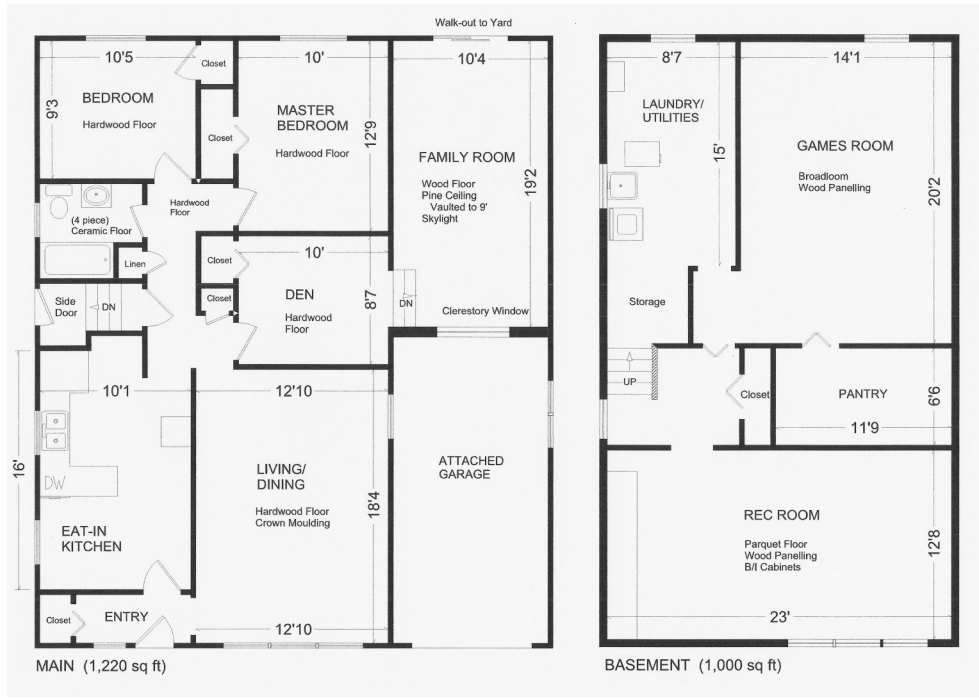 Walk-out to Yard
10'5
Closet
10'
10'4
9'3
BEDROOM
Hardwood Floor
Closet
MASTER
BEDROOM
Hardwood Floor
12'9
FAMILY ROOM
Wood Floor
Pine Ceiling
Vaulted to 9'
Skylight
19'2
(4 piece)
Ceramic Floor
Hardwood
Floor
Linen
Closet
10'
Side
Door
DN
Closet
DEN
Hardwood
Floor
8'7
DN
Clerestory Window
10'1
12'10
16'
DW
EAT-IN
KITCHEN
LIVING/
DINING
Hardwood Floor
Crown Moulding
18'4
ATTACHED
GARAGE
Closet
ENTRY
12'10
MAIN (1,220 sq ft)
8'7
14'1
LAUNDRY/
UTILITIES
15'
GAMES ROOM
Broadloom
Wood Panelling
20'2
Storage
UP
Closet
PANTRY
6'6
11'9
REC ROOM
Parquet Floor
Wood Panelling
B/I Cabinets
12'8
23'
BASEMENT (1,000 sq ft)